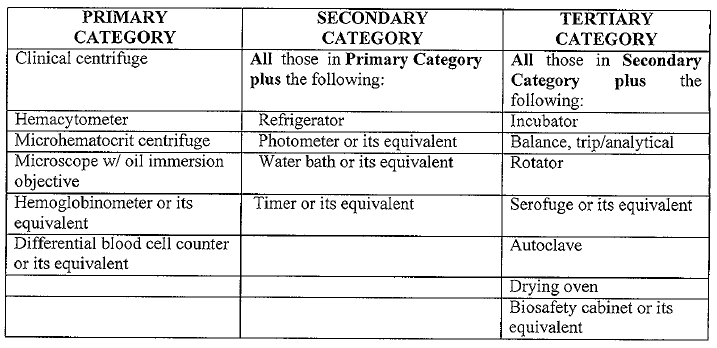 PRIMARY
CATEGORY
SECONDARY
CATEGORY
TERTIARY
CATEGORY
Clinical centrifuge
All those in Primary Category
plus the following:
All those in Secondary
Category plus the
following:
Hemacytometer
Refrigerator
Incubator
Microhematocrit centrifuge
Photometer or its equivalent
Balance, trip/analytical
Microscope w/ oil immersion
objective
Water bath or its equivalent
Rotator
Hemoglobinometer or its
equivalent
Timer or its equivalent
Serofuge or its equivalent
Differential blood cell counter
or its equivalent
Autoclave
Drying oven
Biosafety cabinet or its
equivalent